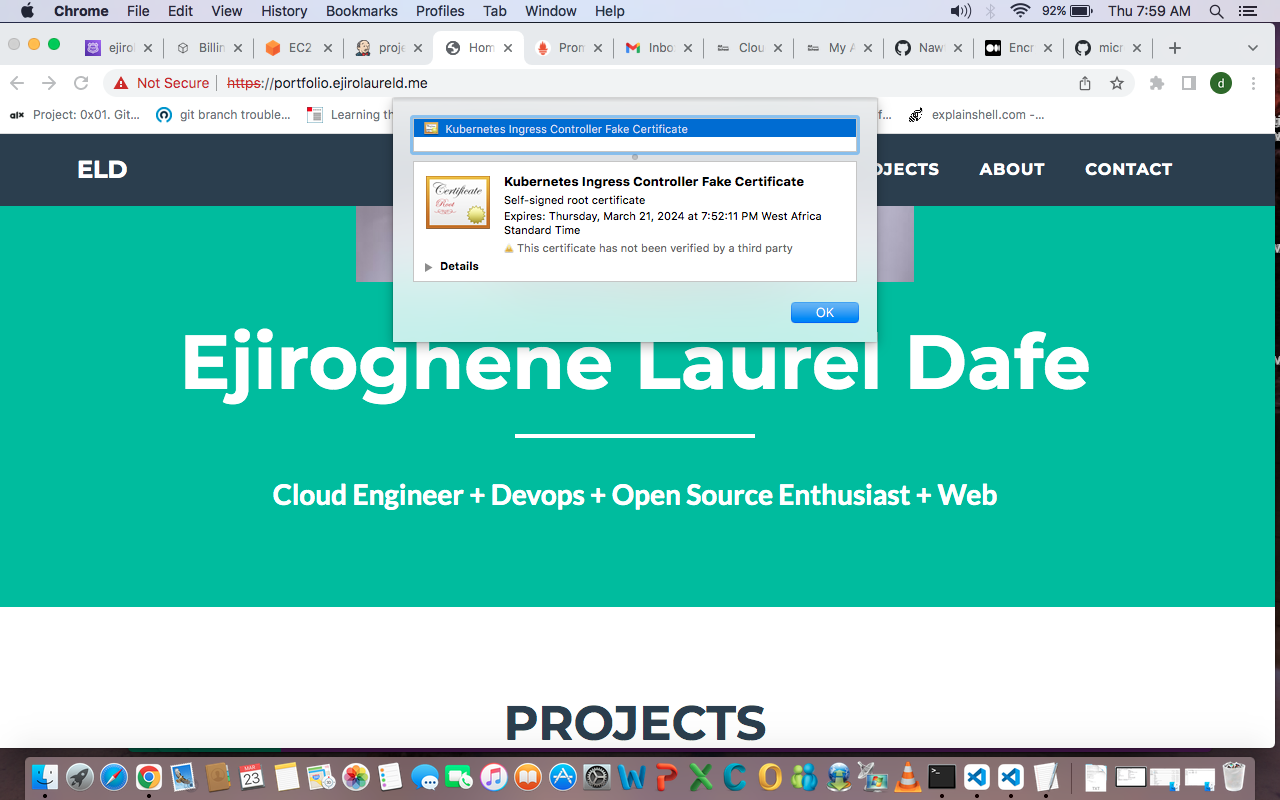 Chrome File Edit View History Bookmarks Profiles Tab Window Help 92% Thu 7:59 AM
ejiro Billin EC2 proje Hom Pron Inbo Clou My A Naw Encr micr
Not Secure https://portfolio.ejirolaureld.me d
alx Project: 0x01. Git... git branch trouble... Learning th f... explainshell.com -...
Kubernetes Ingress Controller Fake Certificate
ELD OJECTS ABOUT CONTACT
Certificate
Root
Kubernetes Ingress Controller Fake Certificate
Self-signed root certificate
Expires: Thursday, March 21, 2024 at 7:52:11 PM West Africa
Standard Time
This certificate has not been verified by a third party
Details
OK
Ejiroghene Laurel Dafe
Cloud Engineer + Devops + Open Source Enthusiast + Web
PROJECTS
MAR
23